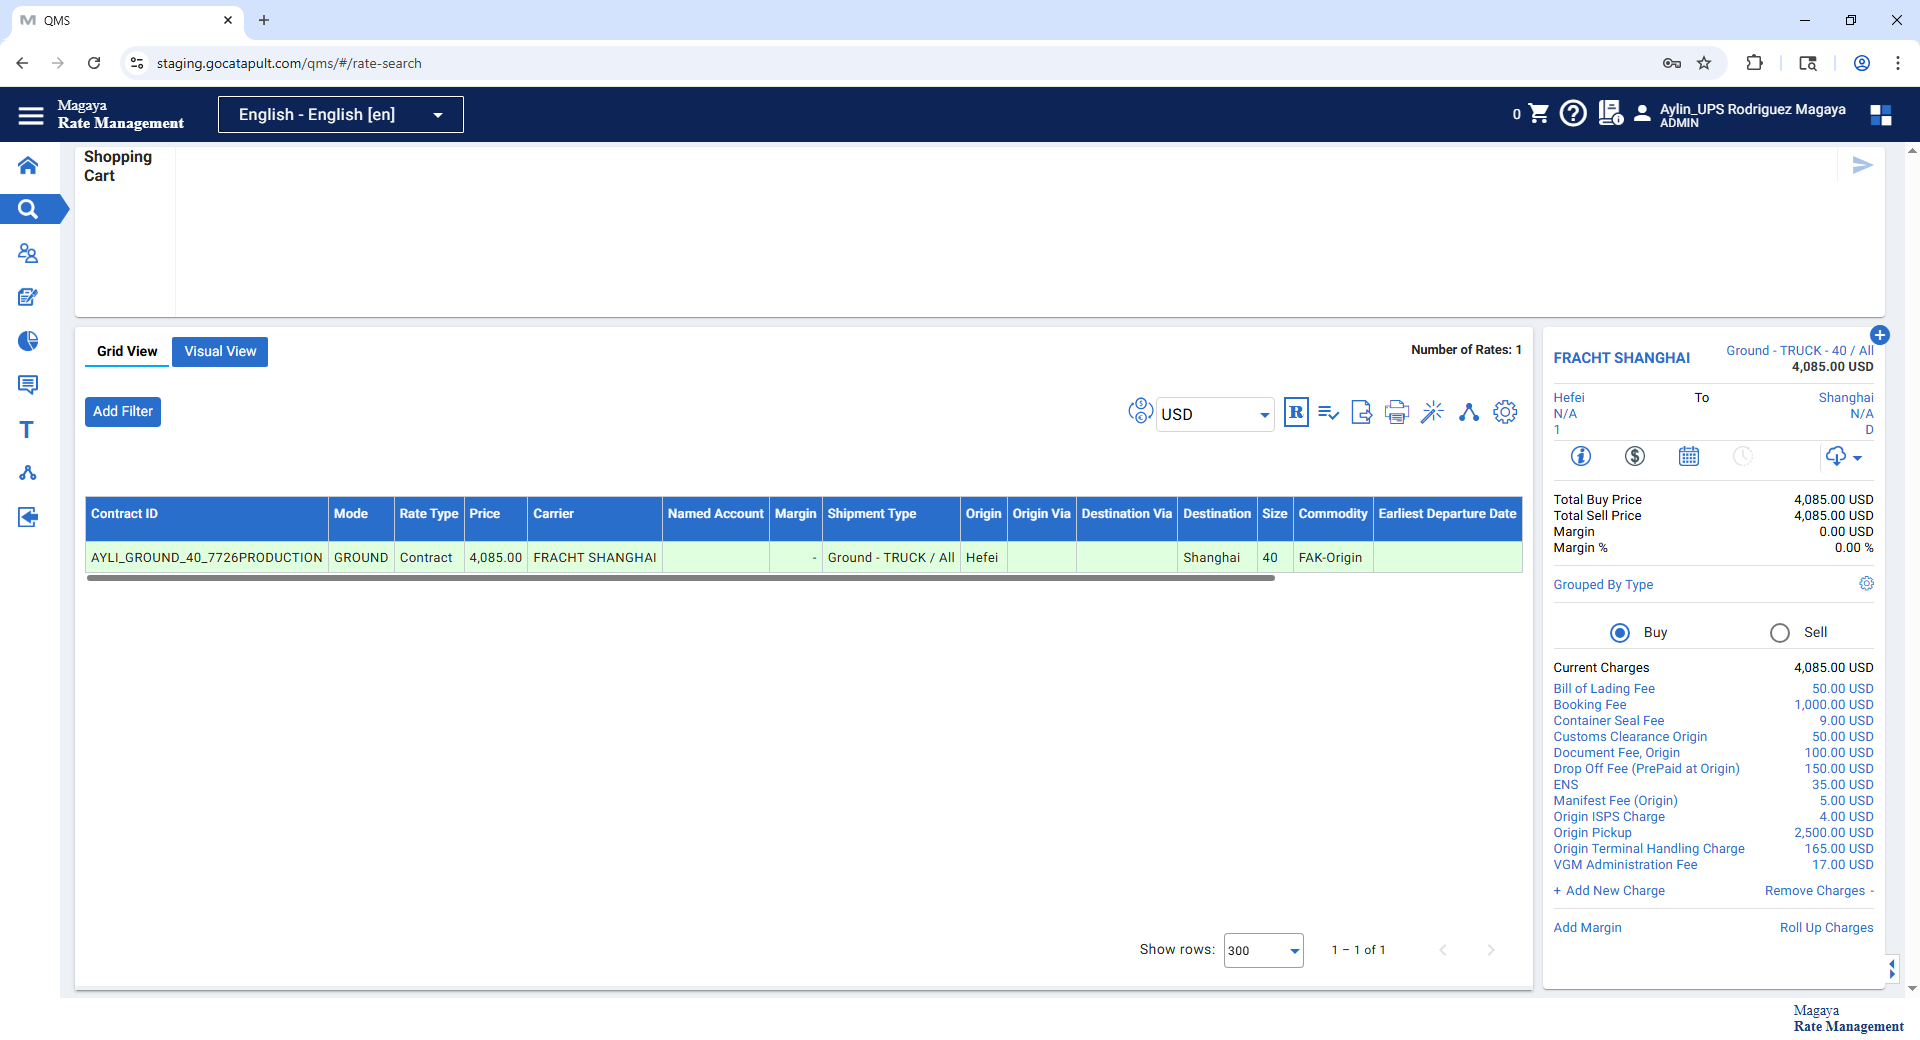 QMS
staging.gocatapult.com/qms/#/rate-search
Magaya
Rate Management
English - English [en]
0
Aylin_UPS Rodriguez Magaya
ADMIN
Shopping
Cart
Grid View
Visual View
Number of Rates: 1
Add Filter
USD
R
Contract ID Mode Rate Type Price Carrier Named Account Margin Shipment Type Origin Origin Via Destination Via Destination Size Commodity Earliest Departure Date
AYLI_GROUND_40_7726PRODUCTION GROUND Contract 4,085.00 FRACHT SHANGHAI - Ground - TRUCK / All Hefei Shanghai 40 FAK-Origin
Show rows: 300 1 – 1 of 1
FRACHT SHANGHAI
Ground - TRUCK - 40 / All
4,085.00 USD
Hefei To Shanghai
N/A N/A
1 D
Total Buy Price 4,085.00 USD
Total Sell Price 4,085.00 USD
Margin 0.00 USD
Margin % 0.00 %
Grouped By Type
Buy Sell
Current Charges 4,085.00 USD
Bill of Lading Fee 50.00 USD
Booking Fee 1,000.00 USD
Container Seal Fee 9.00 USD
Customs Clearance Origin 50.00 USD
Document Fee, Origin 100.00 USD
Drop Off Fee (PrePaid at Origin) 150.00 USD
ENS 35.00 USD
Manifest Fee (Origin) 5.00 USD
Origin ISPS Charge 4.00 USD
Origin Pickup 2,500.00 USD
Origin Terminal Handling Charge 165.00 USD
VGM Administration Fee 17.00 USD
+ Add New Charge Remove Charges -
Add Margin Roll Up Charges
Magaya
Rate Management